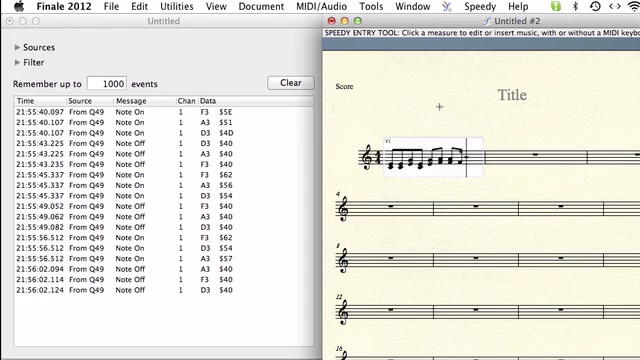 Finale 2012 File Edit Utilities View Document MIDI/Audio Tools Window Speedy Help
Untitled
Untitled #2
SPEEDY ENTRY TOOL: Click a measure to edit or insert music, with or without a MIDI keybo
Sources
Filter
Remember up to 1000 events
Clear
Time Source Message Chan Data
21:55:40.097 From Q49 Note On 1 F3 $5E
21:55:40.097 From Q49 Note On 1 A3 $51
21:55:40.097 From Q49 Note On 1 D3 $4D
21:55:43.225 From Q49 Note Off 1 D3 $40
21:55:43.225 From Q49 Note Off 1 A3 $40
21:55:43.235 From Q49 Note Off 1 F3 $40
21:55:45.337 From Q49 Note On 1 F3 $62
21:55:45.337 From Q49 Note On 1 A3 $56
21:55:45.337 From Q49 Note On 1 D3 $54
21:55:49.052 From Q49 Note Off 1 F3 $40
21:55:49.062 From Q49 Note Off 1 A3 $40
21:55:49.082 From Q49 Note Off 1 D3 $40
21:55:56.512 From Q49 Note On 1 F3 $62
21:55:56.512 From Q49 Note On 1 D3 $54
21:55:56.512 From Q49 Note On 1 A3 $57
21:56:02.094 From Q49 Note Off 1 A3 $40
21:56:02.114 From Q49 Note Off 1 F3 $40
21:56:02.124 From Q49 Note Off 1 D3 $40
Score
Title
V1
4
8
12
16